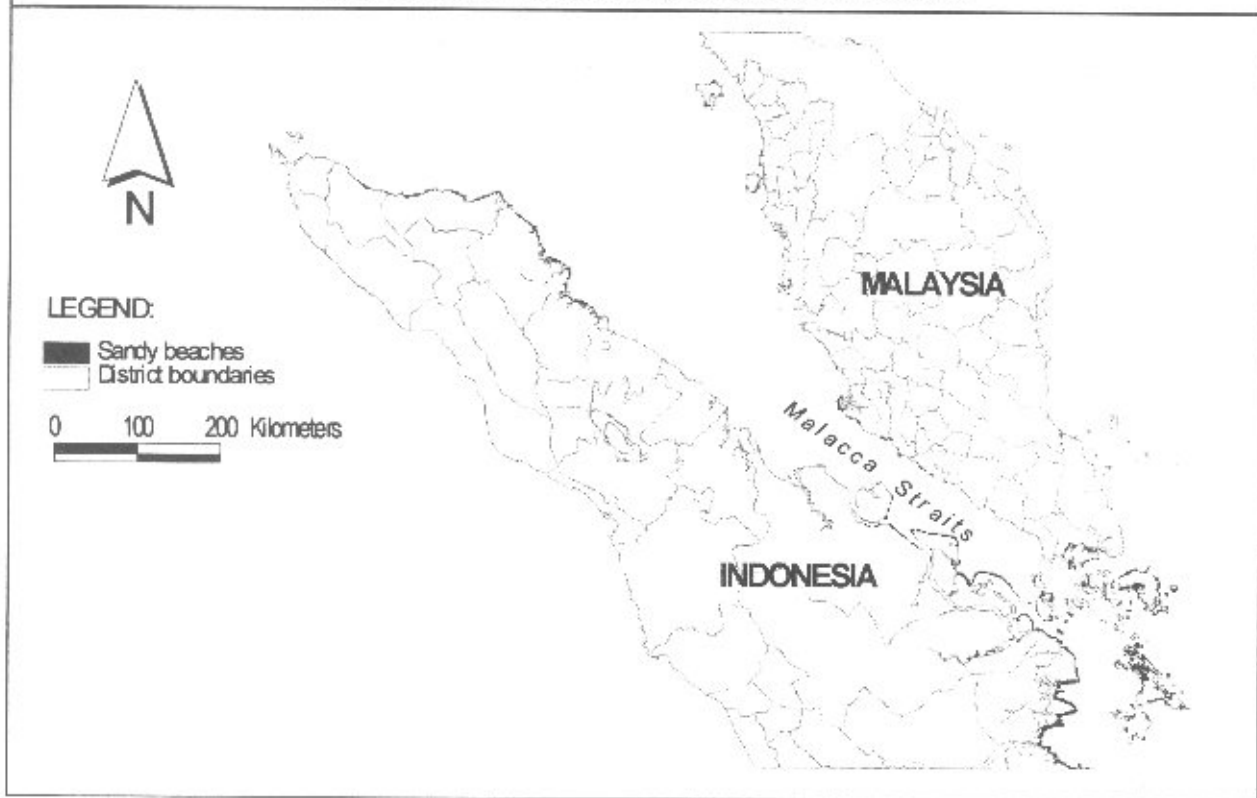 N
LEGEND:
Sandy beaches
District boundaries
0 100 200 Kilometers
MALAYSIA
Malacca Straits
INDONESIA